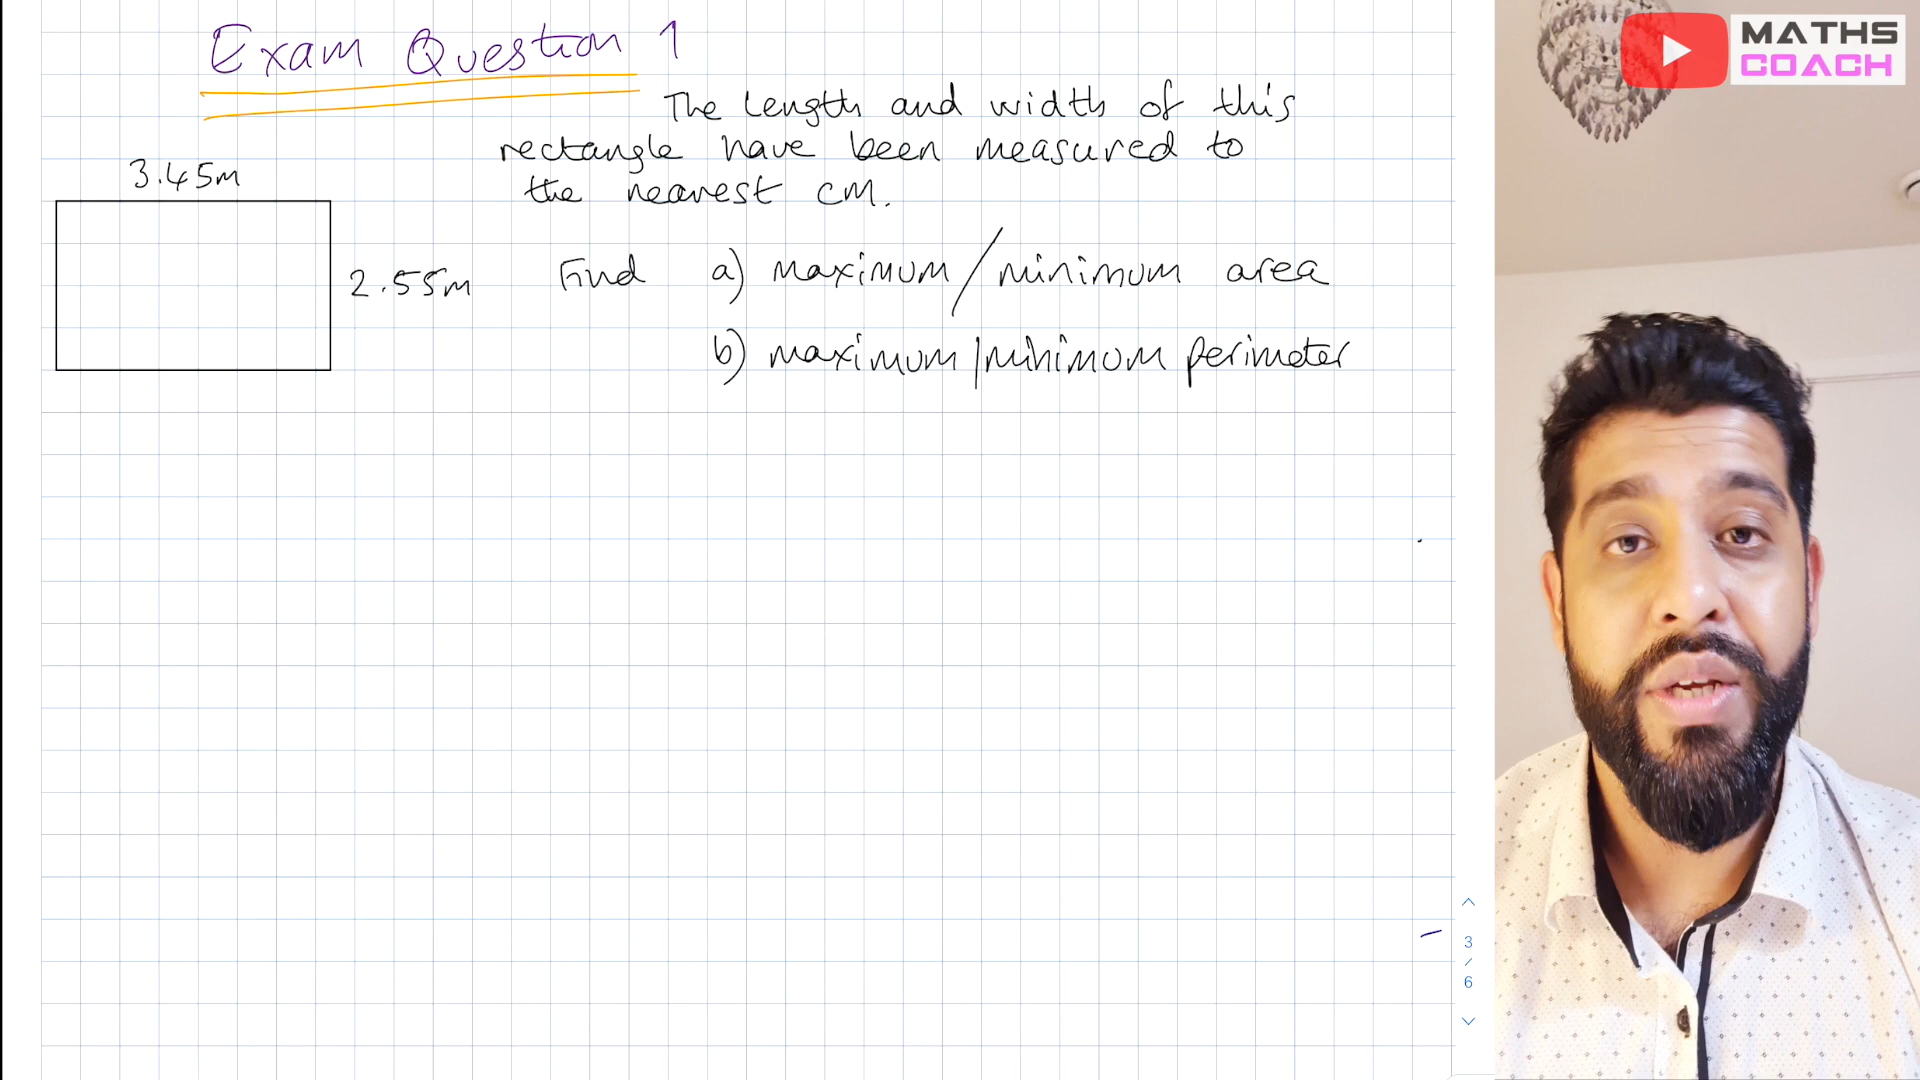 Exam Question 1
The length and width of this
rectangle have been measured to
the nearest cm.
3.45m
2.55m
Find a) maximum/minimum area
b) maximum/minimum perimeter
MATHS
COACH
3
/
6